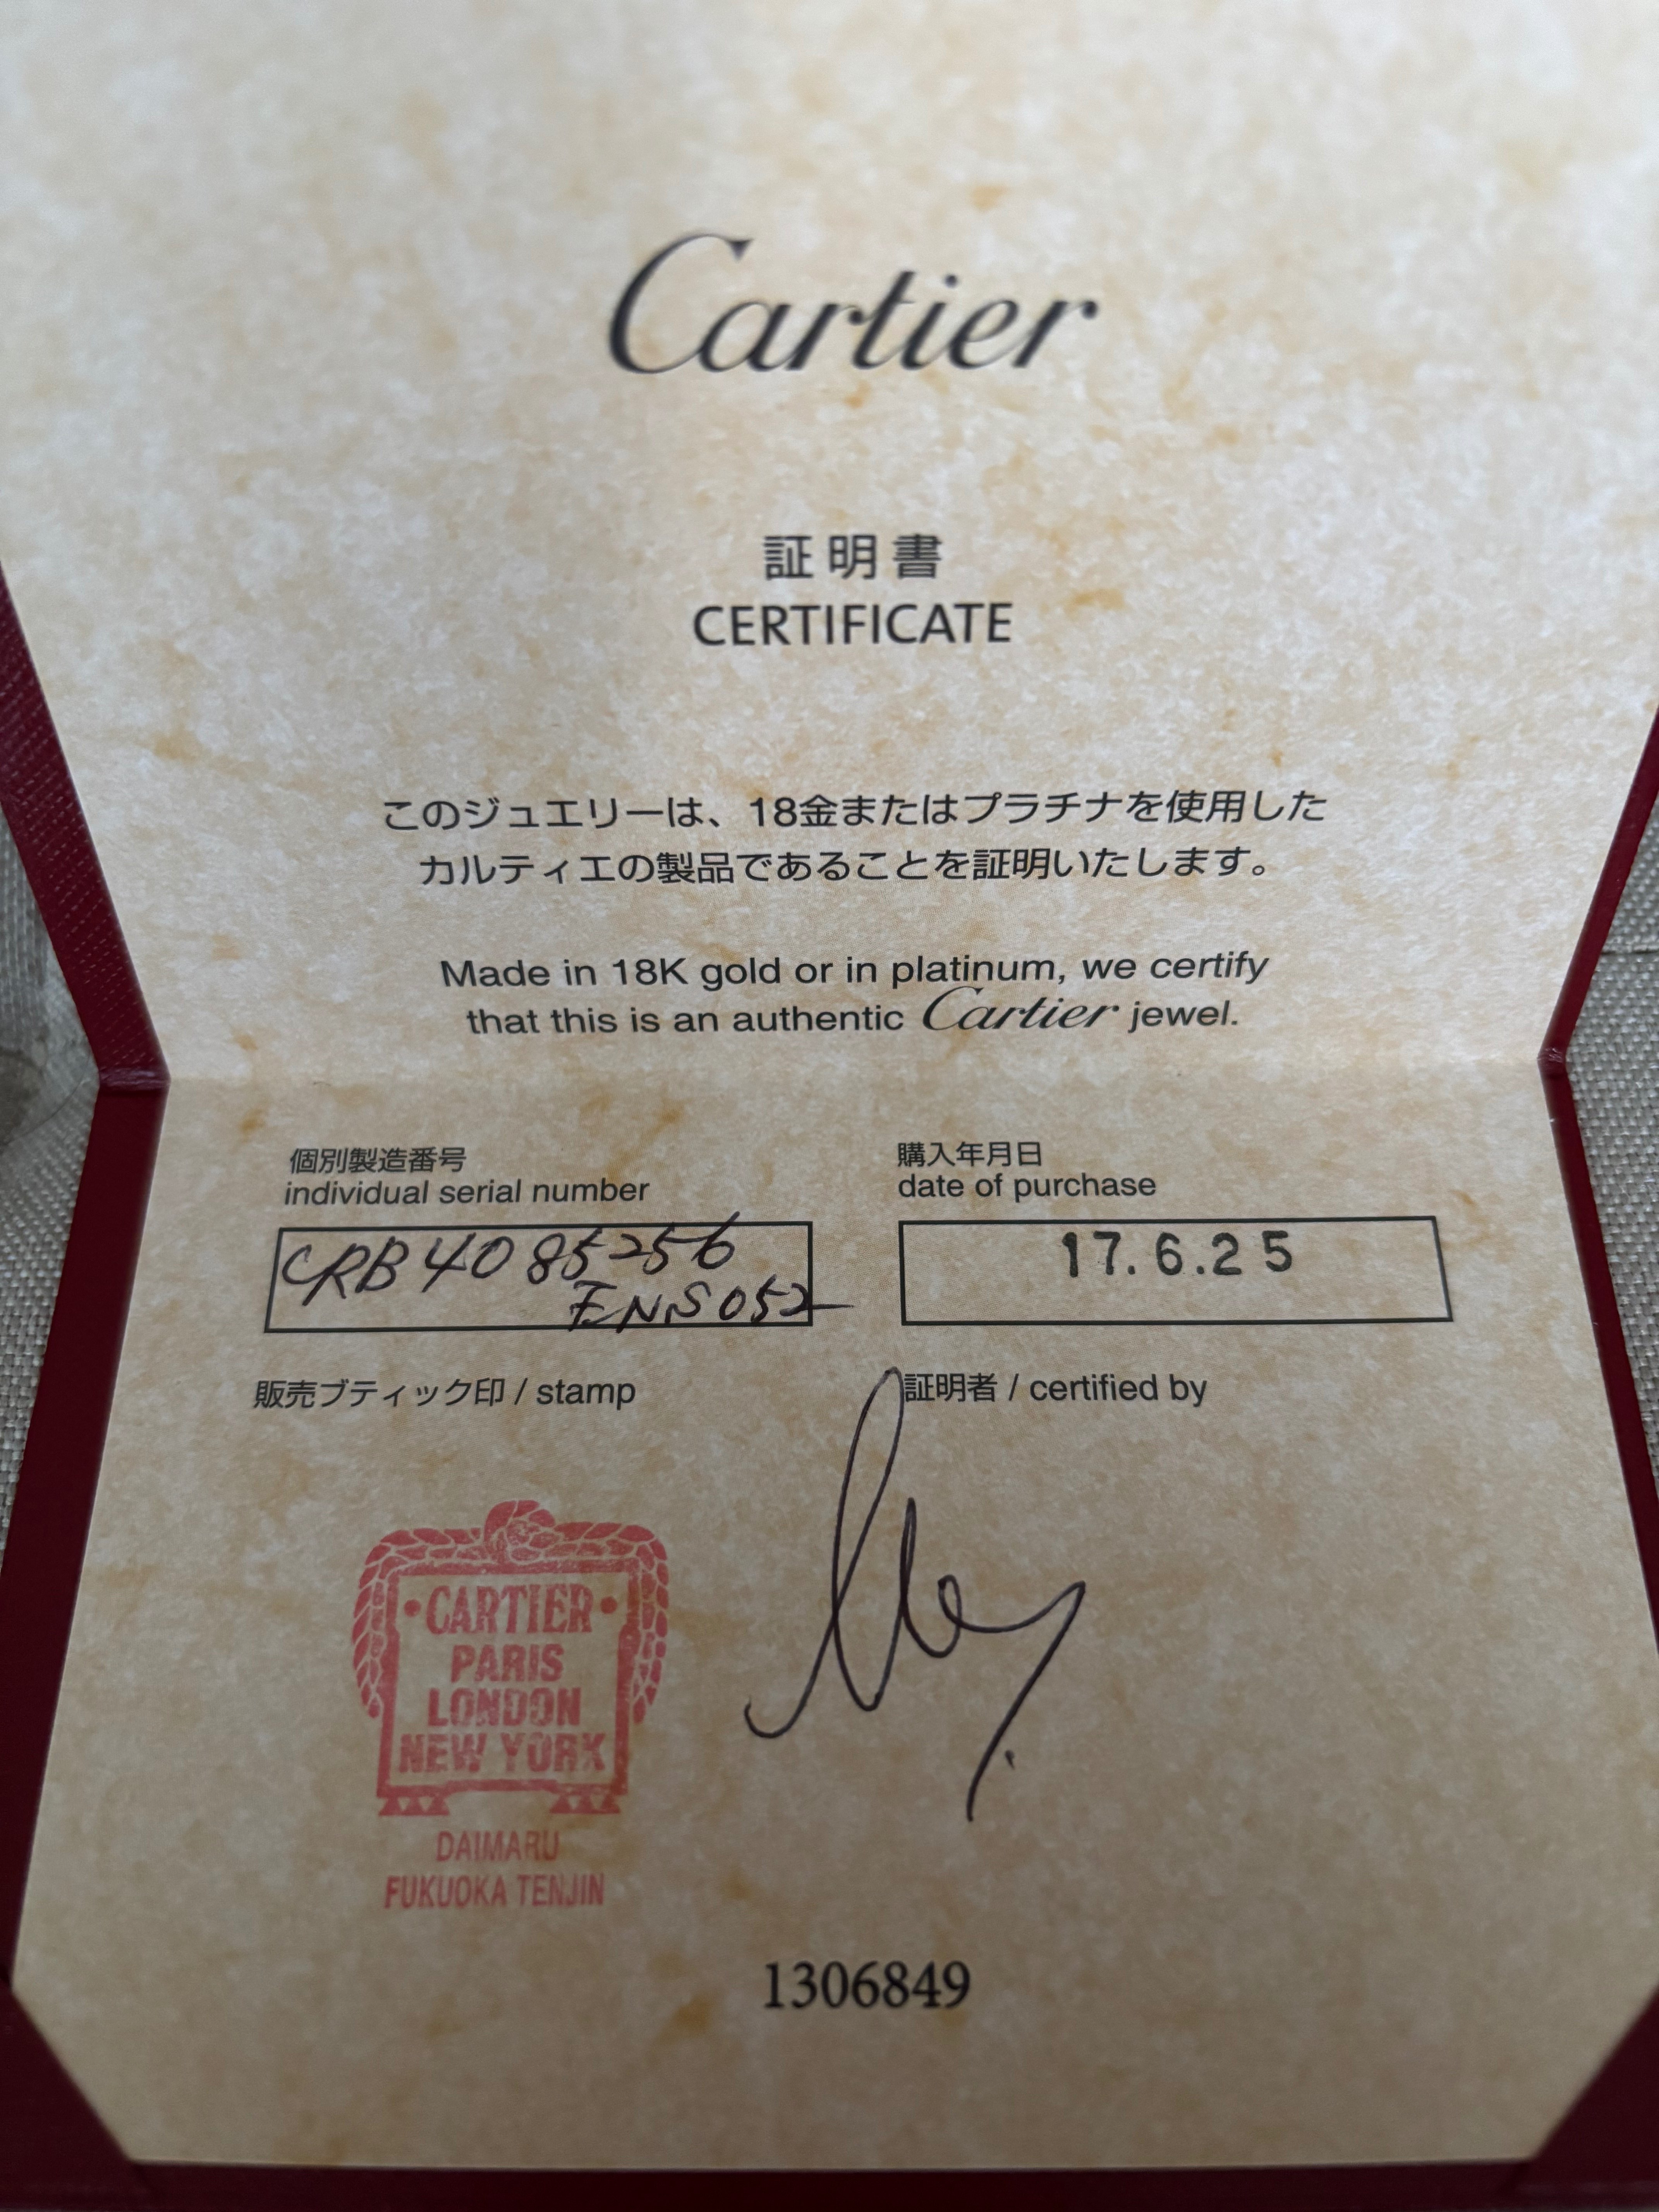 Cartier
証明書
CERTIFICATE
このジュエリーは、18金またはプラチナを使用した
カルティエの製品であることを証明いたします。
Made in 18K gold or in platinum, we certify
that this is an authentic Cartier jewel.
個別製造番号
individual serial number
CRB4085256
ENS052
購入年月日
date of purchase
17.6.25
販売ブティック印 / stamp
証明者 / certified by
·CARTIER·
PARIS
LONDON
NEW YORK
DAIMARU
FUKUOKA TENJIN
1306849